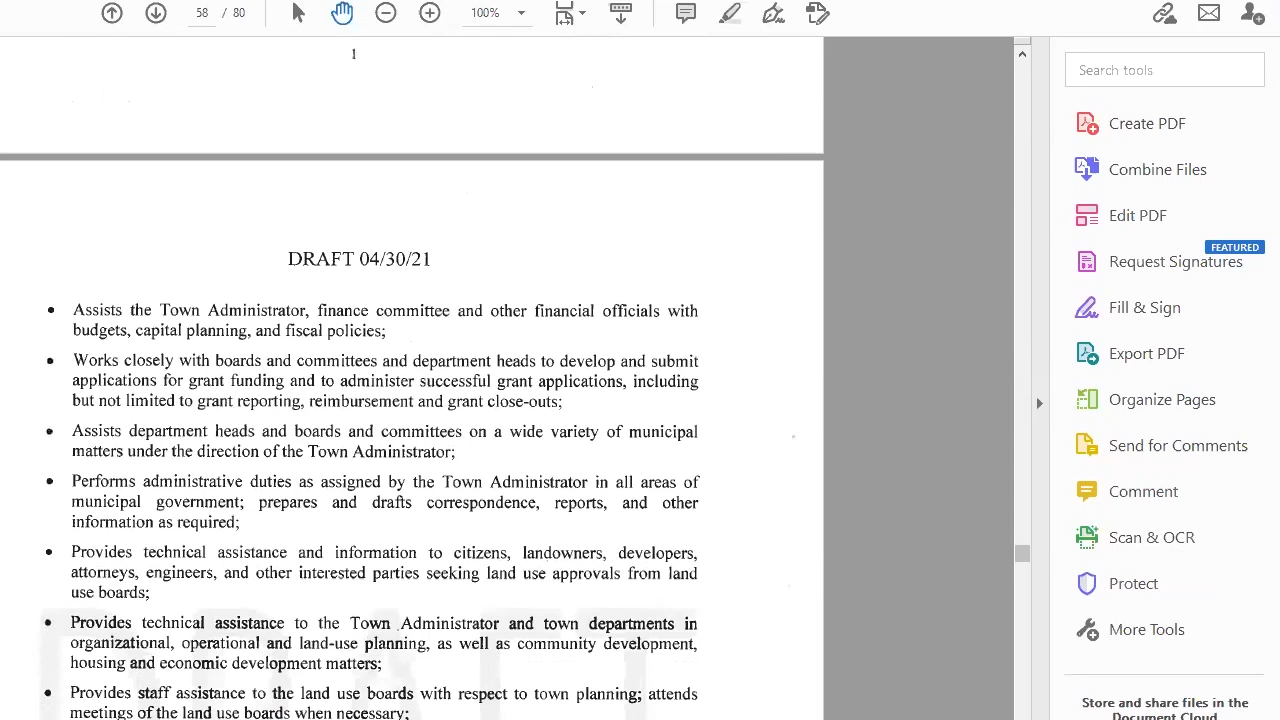 58 / 80
100%
1
DRAFT 04/30/21
• Assists the Town Administrator, finance committee and other financial officials with
budgets, capital planning, and fiscal policies;
• Works closely with boards and committees and department heads to develop and submit
applications for grant funding and to administer successful grant applications, including
but not limited to grant reporting, reimbursement and grant close-outs;
• Assists department heads and boards and committees on a wide variety of municipal
matters under the direction of the Town Administrator;
• Performs administrative duties as assigned by the Town Administrator in all areas of
municipal government; prepares and drafts correspondence, reports, and other
information as required;
• Provides technical assistance and information to citizens, landowners, developers,
attorneys, engineers, and other interested parties seeking land use approvals from land
use boards;
• Provides technical assistance to the Town Administrator and town departments in
organizational, operational and land-use planning, as well as community development,
housing and economic development matters;
• Provides staff assistance to the land use boards with respect to town planning; attends
meetings of the land use boards when necessary;
DRAFT
Search tools
Create PDF
Combine Files
Edit PDF
FEATURED
Request Signatures
Fill & Sign
Export PDF
Organize Pages
Send for Comments
Comment
Scan & OCR
Protect
More Tools
Store and share files in the
Document Cloud